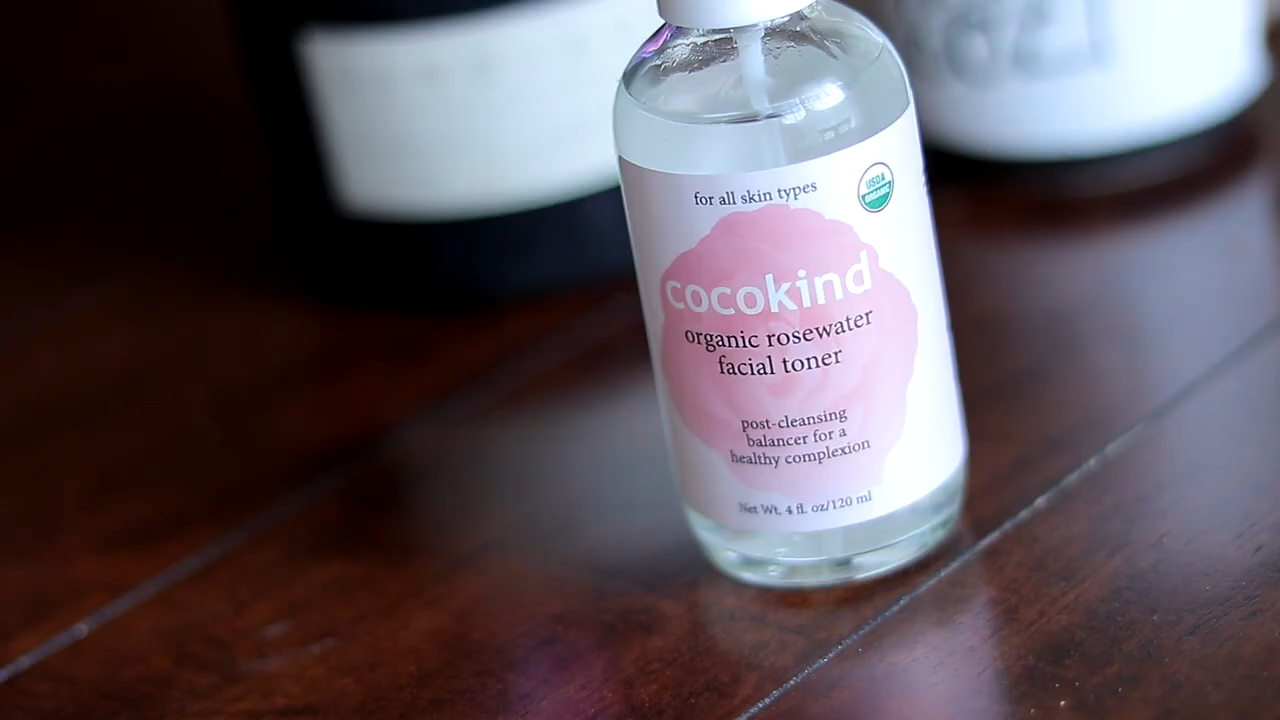 for all skin types
USDA
ORGANIC
cocokind
organic rosewater
facial toner
post-cleansing
balancer for a
healthy complexion
Net Wt. 4 fl. oz/120 ml